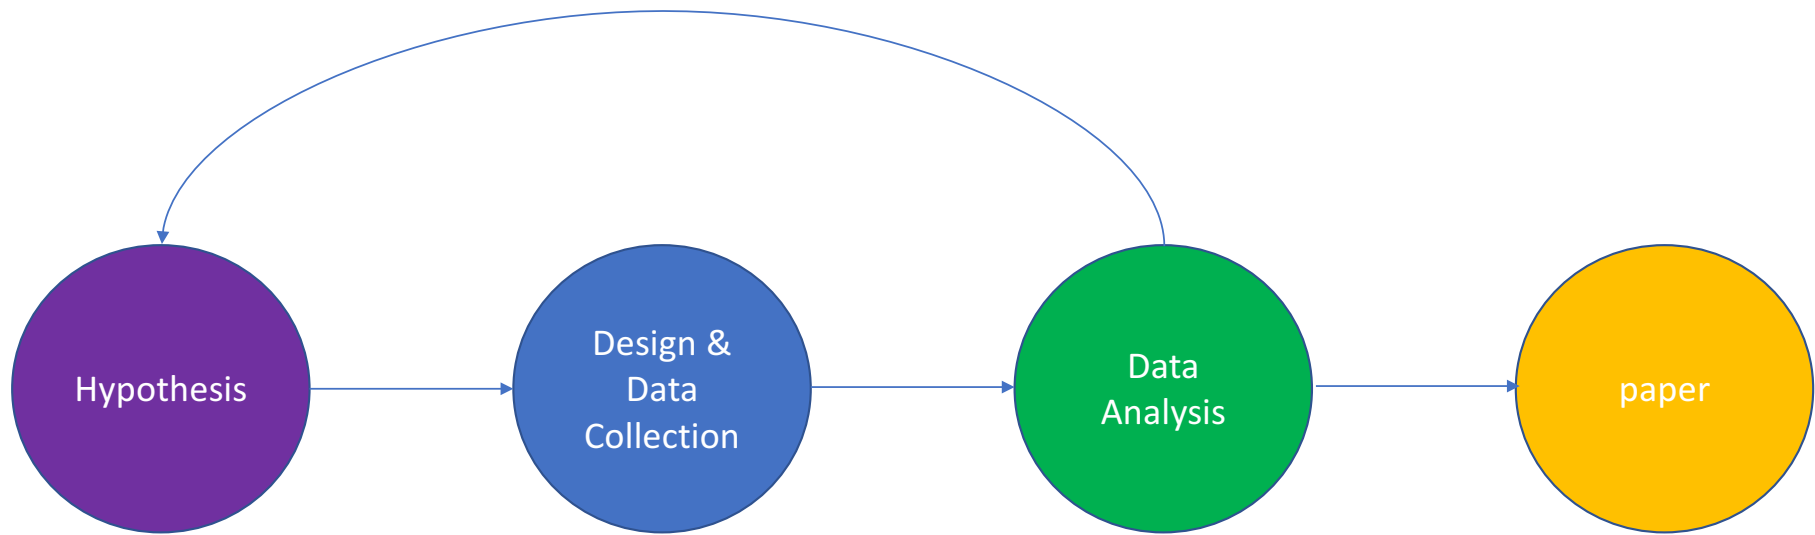 Hypothesis
Design &
Data
Collection
Data
Analysis
paper